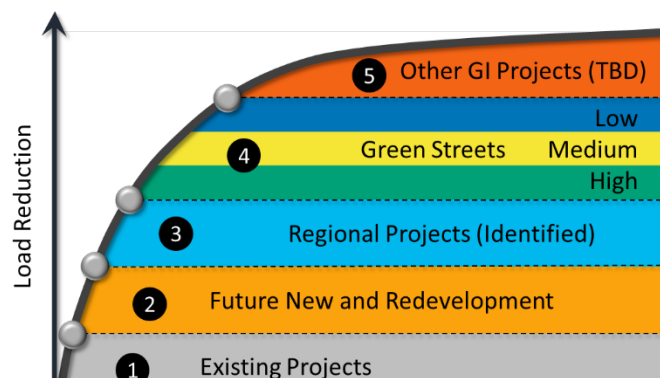 5 Other GI Projects (TBD)
Low
4 Green Streets Medium
High
3 Regional Projects (Identified)
2 Future New and Redevelopment
1 Existing Projects
Load Reduction